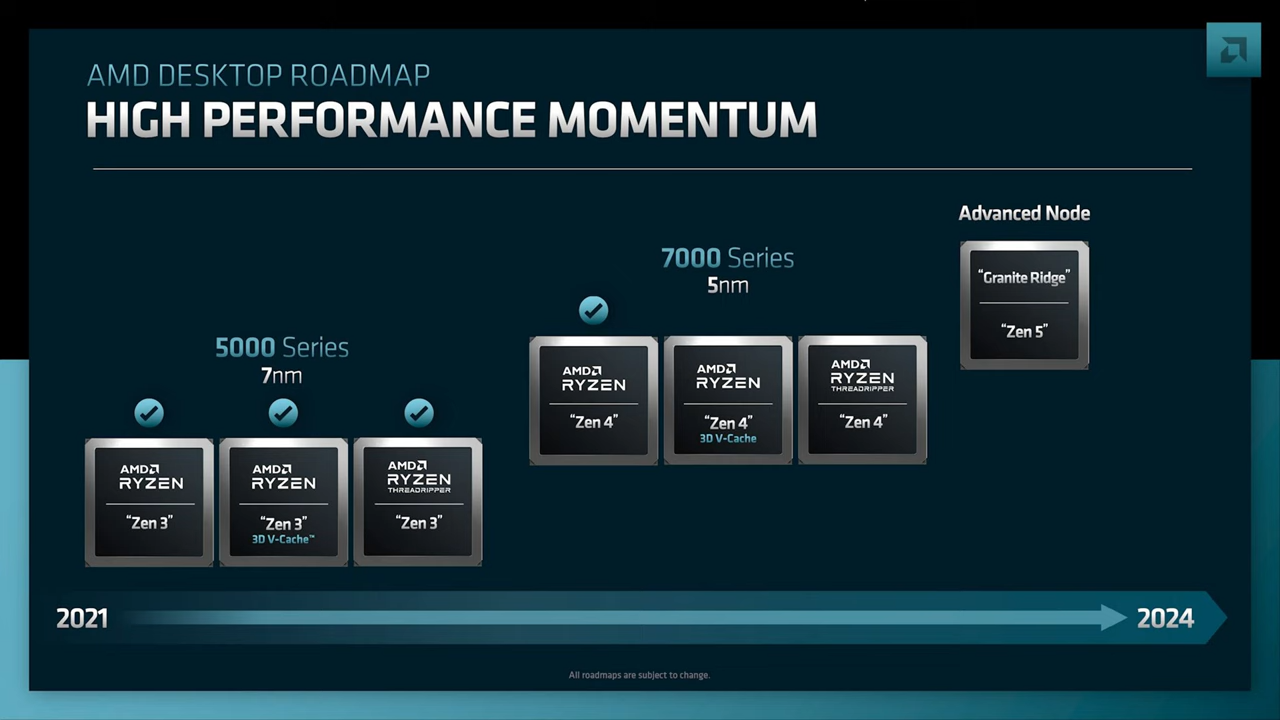 AMD DESKTOP ROADMAP
HIGH PERFORMANCE MOMENTUM
5000 Series
7nm
AMD
RYZEN
“Zen 3”
AMD
RYZEN
“Zen 3”
3D V-Cache™
AMD
RYZEN
THREADRIPPER
“Zen 3”
7000 Series
5nm
AMD
RYZEN
“Zen 4”
AMD
RYZEN
“Zen 4”
3D V-Cache
AMD
RYZEN
THREADRIPPER
“Zen 4”
Advanced Node
“Granite Ridge”
“Zen 5”
2021
2024
All roadmaps are subject to change.